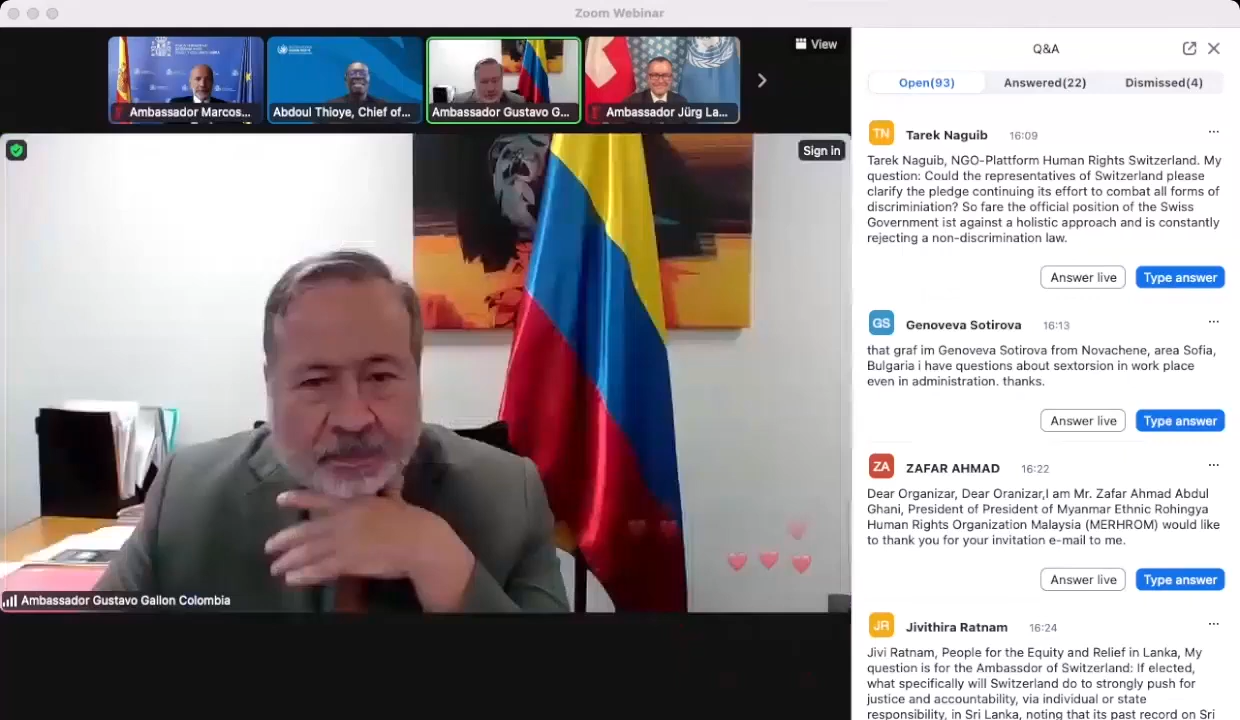 Zoom Webinar
View
Ambassador Marcos...
Abdoul Thioye, Chief of...
Ambassador Gustavo G...
Ambassador Jürg La...
Sign in
Ambassador Gustavo Gallon Colombia
Q&A
Open(93)
Answered(22)
Dismissed(4)
TN
Tarek Naguib
16:09
Tarek Naguib, NGO-Plattform Human Rights Switzerland. My
question: Could the representatives of Switzerland please
clarify the pledge continuing its effort to combat all forms of
discriminiation? So fare the official position of the Swiss
Government ist against a holistic approach and is constantly
rejecting a non-discrimination law.
Answer live
Type answer
GS
Genoveva Sotirova
16:13
that graf im Genoveva Sotirova from Novachene, area Sofia,
Bulgaria i have questions about sextorsion in work place
even in administration. thanks.
Answer live
Type answer
ZA
ZAFAR AHMAD
16:22
Dear Organizar, Dear Oranizar,I am Mr. Zafar Ahmad Abdul
Ghani, President of President of Myanmar Ethnic Rohingya
Human Rights Organization Malaysia (MERHROM) would like
to thank you for your invitation e-mail to me.
Answer live
Type answer
JR
Jivithira Ratnam
16:24
Jivi Ratnam, People for the Equity and Relief in Lanka, My
question is for the Ambassdor of Switzerland: If elected,
what specifically will Switzerland do to strongly push for
justice and accountability, via individual or state
responsibility, in Sri Lanka, noting that its past record on Sri